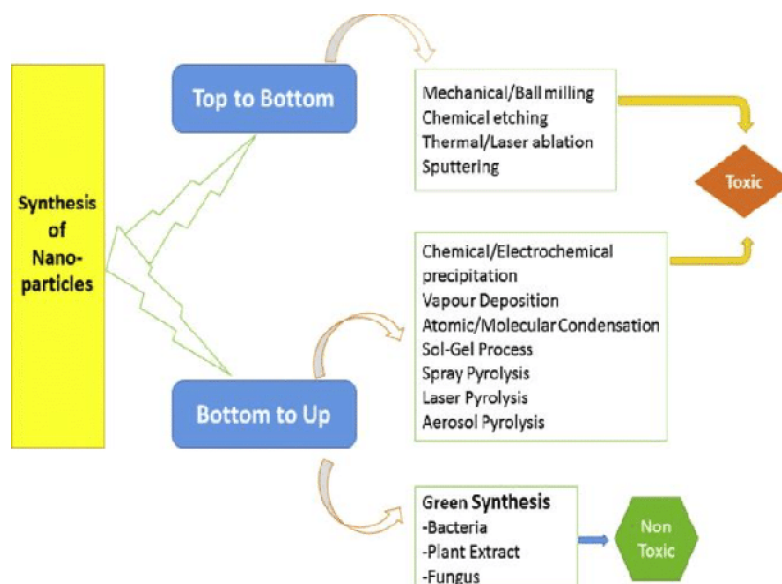 Synthesis
of
Nano-
particles
Top to Bottom
Mechanical/Ball milling
Chemical etching
Thermal/Laser ablation
Sputtering
Toxic
Chemical/Electrochemical
precipitation
Vapour Deposition
Atomic/Molecular Condensation
Sol-Gel Process
Spray Pyrolysis
Laser Pyrolysis
Aerosol Pyrolysis
Bottom to Up
Green Synthesis
-Bacteria
-Plant Extract
-Fungus
Non
Toxic